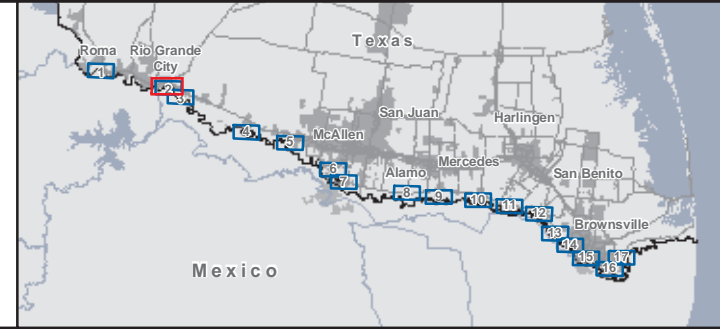 Texas
Roma
Rio Grande
City
1
2
3
San Juan
Harlingen
McAllen
4
5
Mercedes
Alamo
San Benito
6
7
8
9
10
11
12
Brownsville
13
14
15
16
17
Mexico